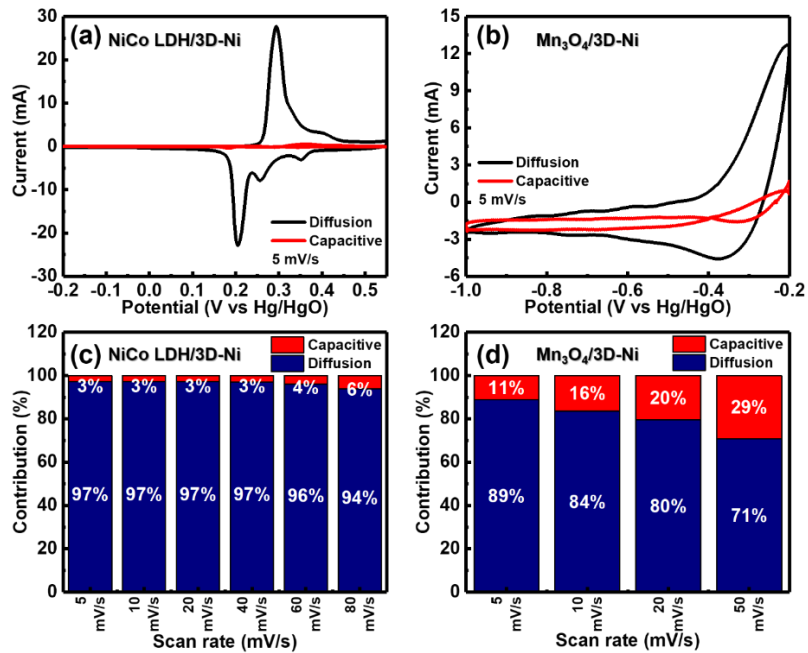 (a) NiCo LDH/3D-Ni
Current (mA)
30
20
10
0
-10
-20
30
Diffusion
Capacitive
5 mV/s
-0.2 -0.1 0.0 0.1 0.2 0.3 0.4 0.5
Potential (V vs Hg/HgO)
(b) Mn₃O₄/3D-Ni
Current (mA)
15
12
9
6
3
0
-3
-6
Diffusion
Capacitive
5 mV/s
-1.0 -0.8 -0.6 -0.4 -0.2
Potential (V vs Hg/HgO)
(c) NiCo LDH/3D-Ni
Capacitive
Diffusion
Contribution (%)
120
100
80
60
40
20
0
3% 3% 3% 3% 4% 6%
97% 97% 97% 97% 96% 94%
5 mV/s
10 mV/s
20 mV/s
40 mV/s
60 mV/s
80 mV/s
Scan rate (mV/s)
(d) Mn₃O₄/3D-Ni
Capacitive
Diffusion
Contribution (%)
120
100
80
60
40
20
0
11% 16% 20% 29%
89% 84% 80% 71%
5 mV/s
10 mV/s
20 mV/s
50 mV/s
Scan rate (mV/s)